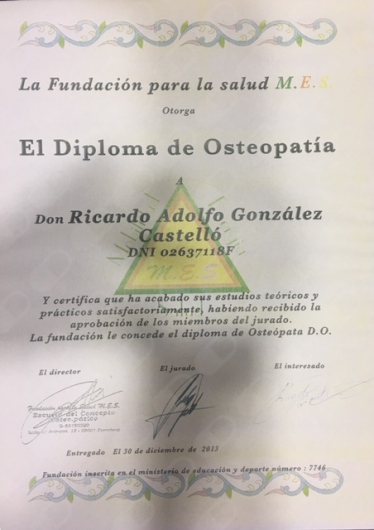 La Fundación para la salud M.E.S.
Otorga
El Diploma de Osteopatía
A
Don Ricardo Adolfo González
Castelló
DNI 02637118F
M.E.S
Y certifica que ha acabado sus estudios teóricos y
prácticos satisfactoriamente, habiendo recibido la
aprobación de los miembros del jurado.
La fundación le concede el diploma de Osteópata D.O.
El director El jurado El interesado
Escuela del Concepto
Entregado El 30 de diciembre de 2013
Fundación inscrita en el ministerio de educación y deporte número : 7746